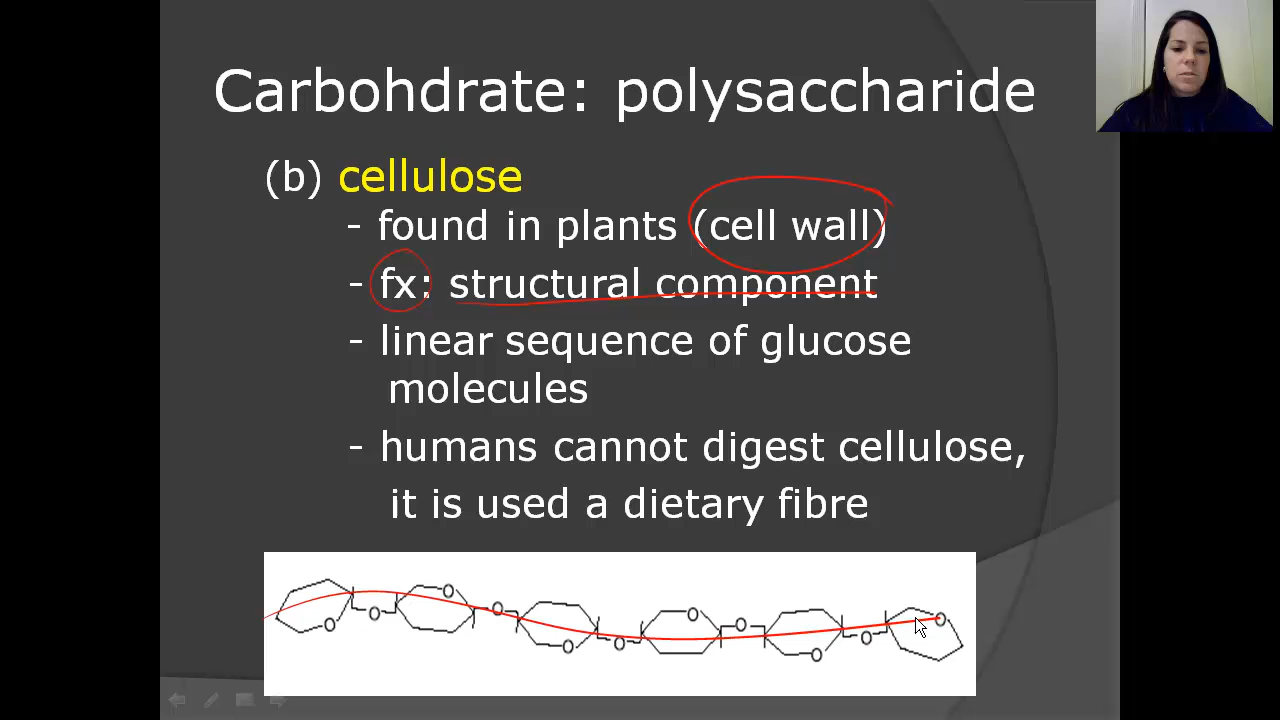 Carbohdrate: polysaccharide
(b) cellulose
- found in plants (cell wall)
- fx: structural component
- linear sequence of glucose
molecules
- humans cannot digest cellulose,
it is used a dietary fibre
O O O O O O O O O O O